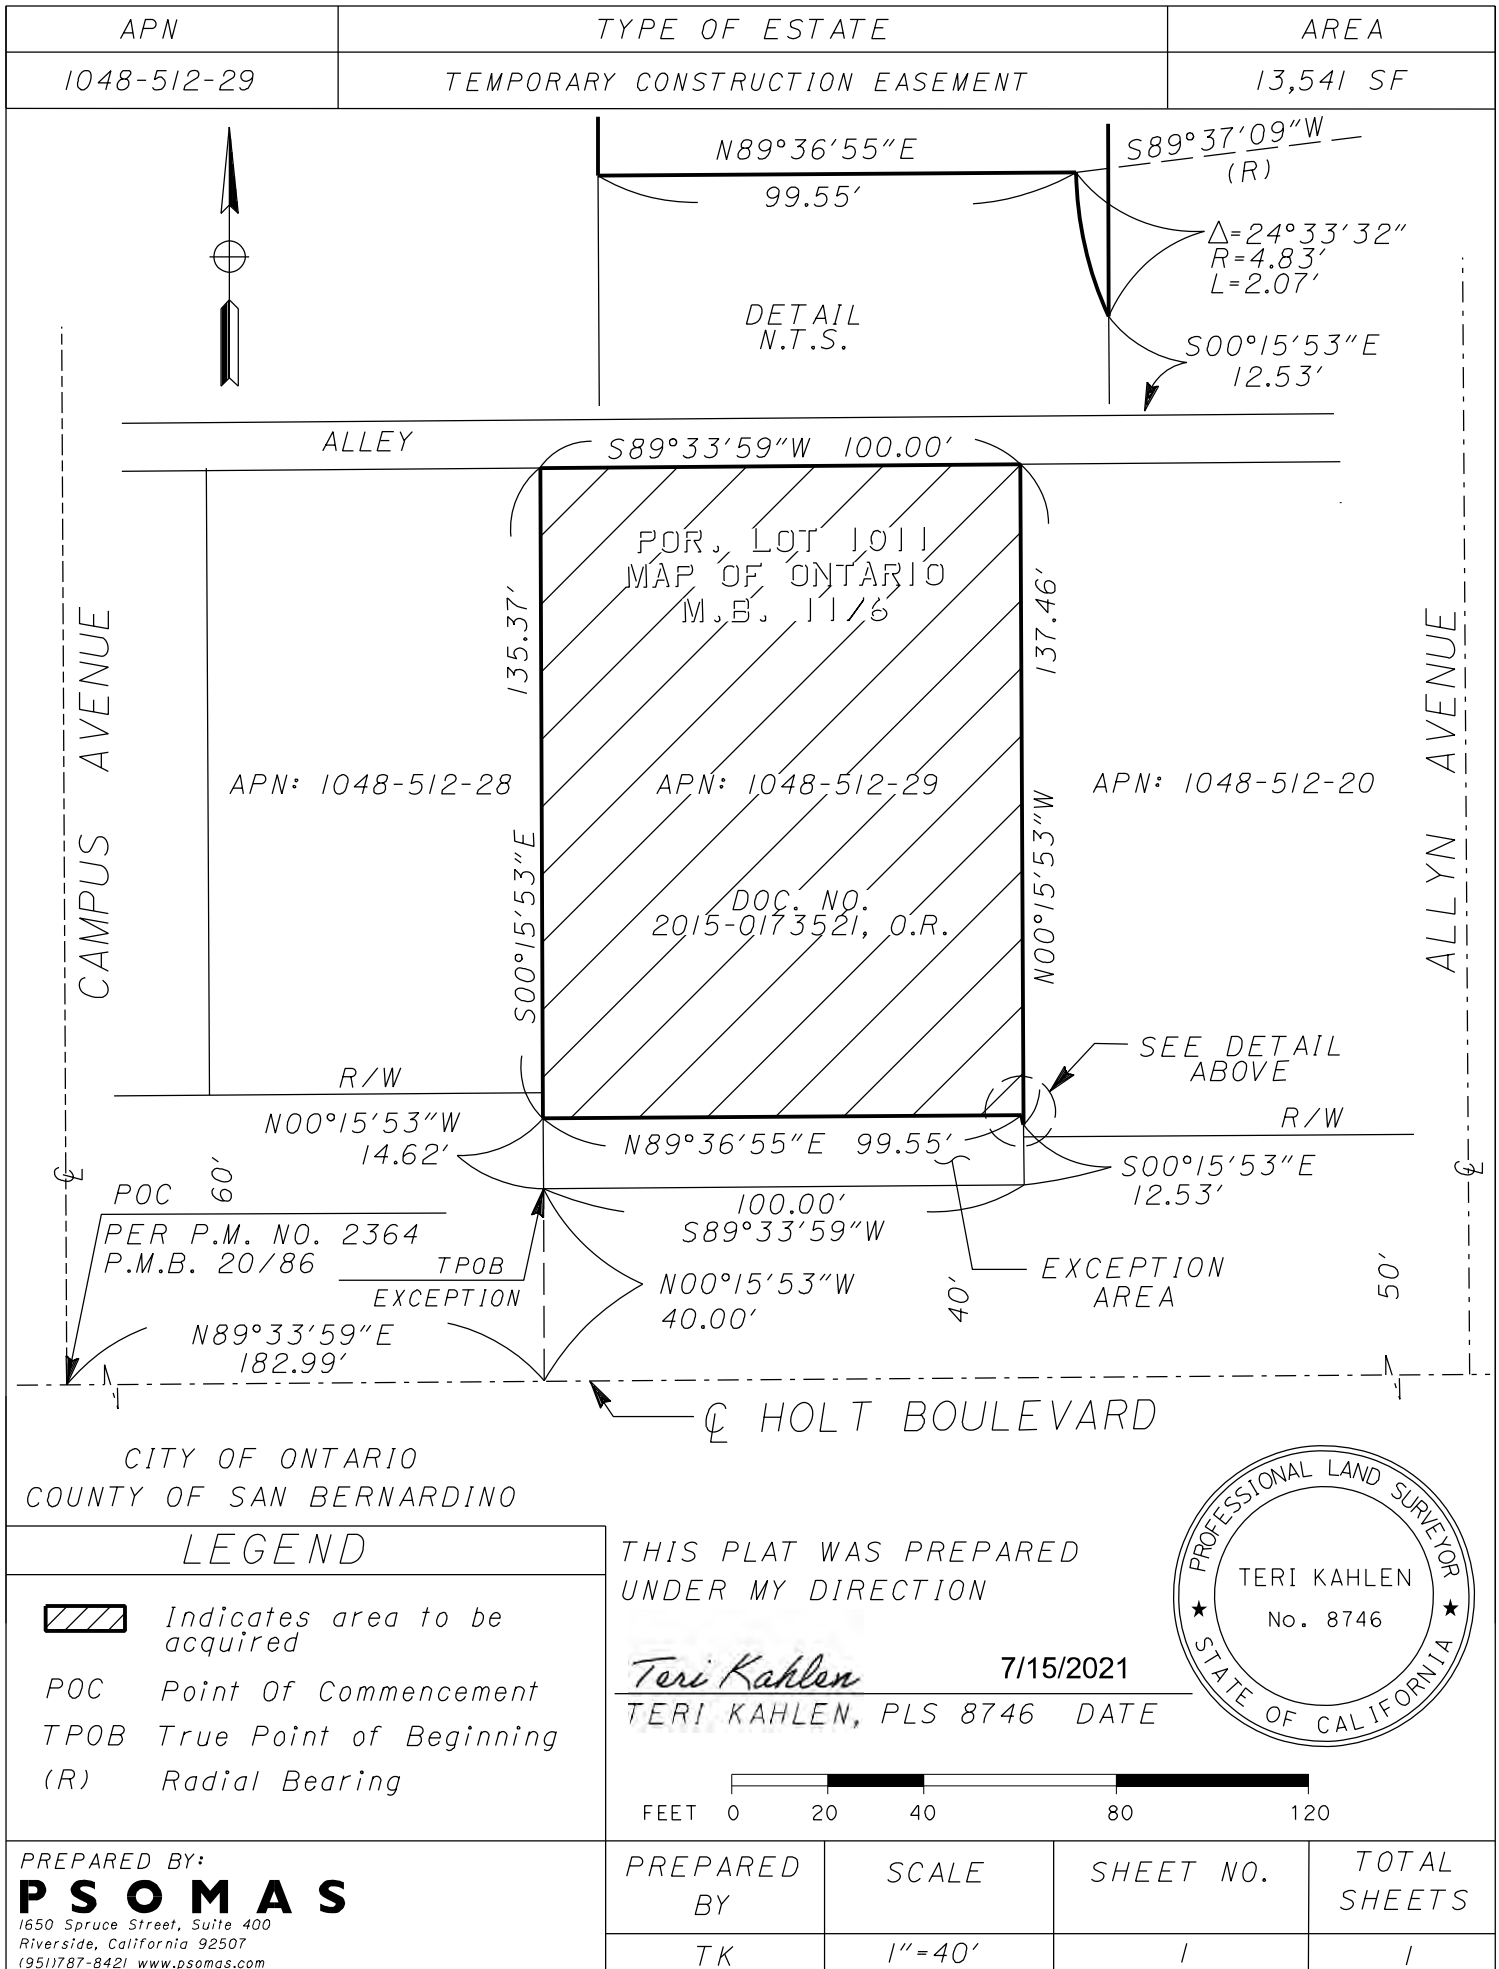 APN TYPE OF ESTATE AREA
1048-512-29 TEMPORARY CONSTRUCTION EASEMENT 13,541 SF
N89°36'55"E
99.55'
S89°37'09"W
(R)
Δ=24°33'32"
R=4.83'
L=2.07'
DETAIL
N.T.S.
S00°15'53"E
12.53'
ALLEY
S89°33'59"W 100.00'
POR. LOT 1011
MAP OF ONTARIO
M.B. 11/6
135.37'
137.46'
CAMPUS AVENUE
ALLYN AVENUE
APN: 1048-512-28
APN: 1048-512-29
APN: 1048-512-20
S00°15'53"E
N00°15'53"W
DOC. NO.
2015-0173521, O.R.
SEE DETAIL
ABOVE
R/W
R/W
N00°15'53"W
14.62'
N89°36'55"E 99.55'
S00°15'53"E
12.53'
℄
℄
60'
POC
PER P.M. NO. 2364
P.M.B. 20/86
100.00'
S89°33'59"W
TPOB
EXCEPTION
N00°15'53"W
40.00'
40'
EXCEPTION
AREA
50'
N89°33'59"E
182.99'
℄ HOLT BOULEVARD
CITY OF ONTARIO
COUNTY OF SAN BERNARDINO
LEGEND
Indicates area to be
acquired
POC Point Of Commencement
TPOB True Point of Beginning
(R) Radial Bearing
THIS PLAT WAS PREPARED
UNDER MY DIRECTION
Teri Kahlen 7/15/2021
TERI KAHLEN, PLS 8746 DATE
PROFESSIONAL LAND SURVEYOR
TERI KAHLEN
No. 8746
STATE OF CALIFORNIA
FEET 0 20 40 80 120
PREPARED BY:
PSOMAS
1650 Spruce Street, Suite 400
Riverside, California 92507
(951)787-8421 www.psomas.com
PREPARED
BY
SCALE
SHEET NO.
TOTAL
SHEETS
TK 1"=40' 1 1